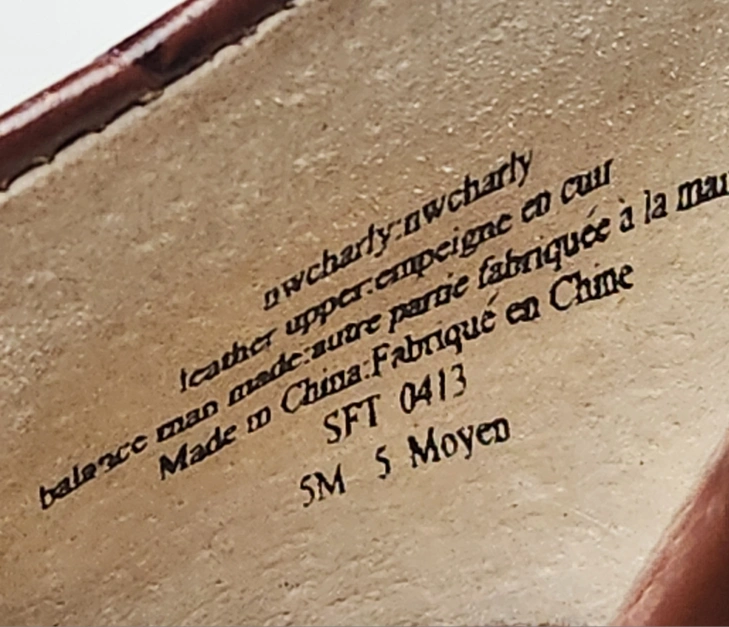 nwcharly:nwcharly
leather upper:empeigne en cuir
balance man made:autre partie fabriquée à la mai
Made in China:Fabriqué en Chine
SFT 0413
5M 5 Moyen